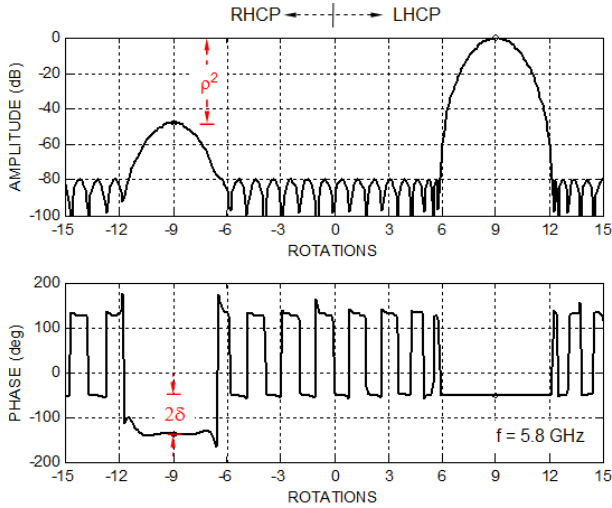 RHCP LHCP
0
-20
-40
-60
-80
-100
AMPLITUDE (dB)
ρ²
-15 -12 -9 -6 -3 0 3 6 9 12 15
ROTATIONS
200
100
0
-100
-200
PHASE (deg)
2δ
f = 5.8 GHz
-15 -12 -9 -6 -3 0 3 6 9 12 15
ROTATIONS